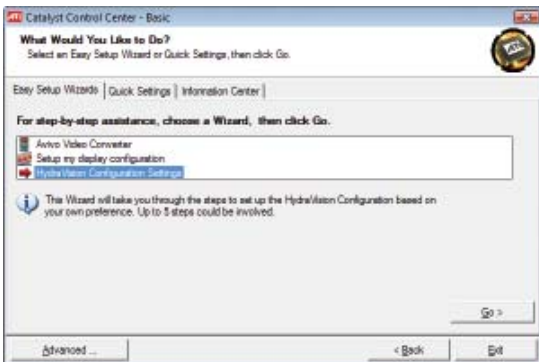 ATI Catalyst Control Center - Basic
What Would You Like to Do?
Select an Easy Setup Wizard or Quick Settings, then click Go.
ATI
Easy Setup Wizards | Quick Settings | Information Center |
For step-by-step assistance, choose a Wizard, then click Go.
Avivo Video Converter
Setup my display configuration
HydraVision Configuration Settings
This Wizard will take you through the steps to set up the HydraVision Configuration based on
your own preference. Up to 5 steps could be involved.
Go >
Advanced ...
< Back
Exit